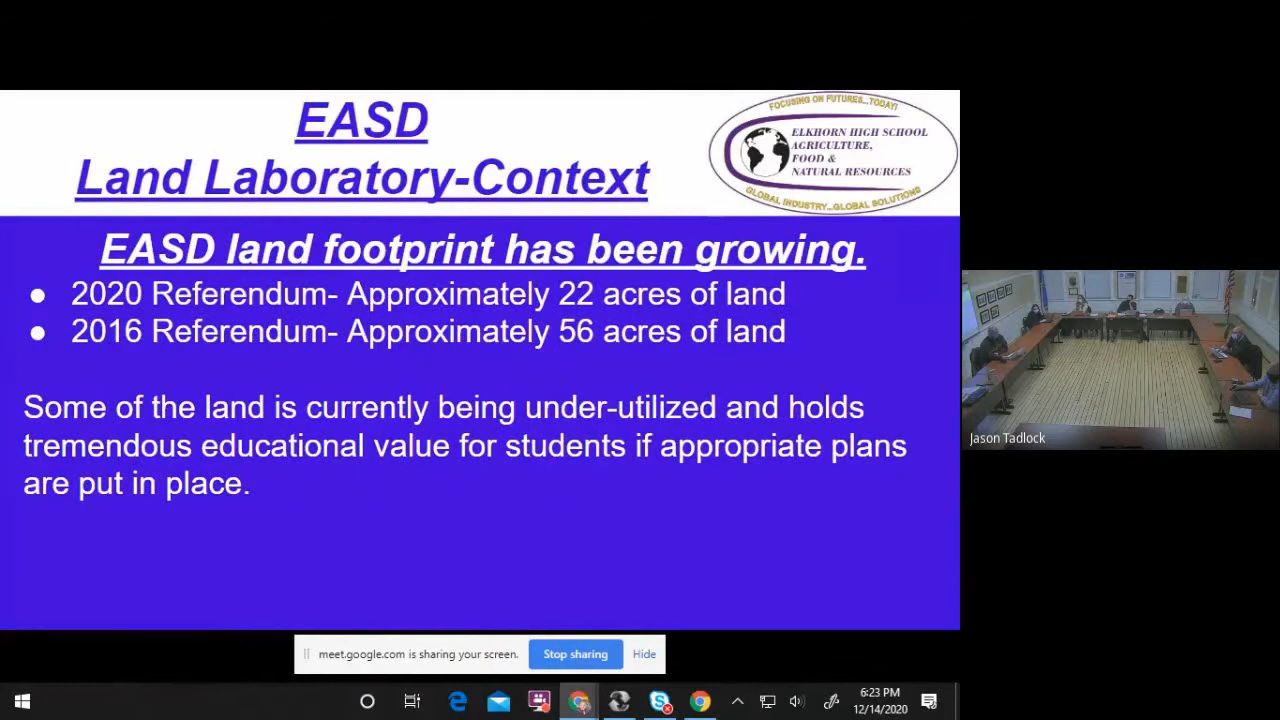 EASD
Land Laboratory-Context
FOCUSING ON FUTURES...TODAY!
ELKHORN HIGH SCHOOL
AGRICULTURE,
FOOD &
NATURAL RESOURCES
GLOBAL INDUSTRY...GLOBAL SOLUTIONS
EASD land footprint has been growing.
● 2020 Referendum- Approximately 22 acres of land
● 2016 Referendum- Approximately 56 acres of land
Some of the land is currently being under-utilized and holds
tremendous educational value for students if appropriate plans
are put in place.
Jason Tadlock
meet.google.com is sharing your screen.
Stop sharing
Hide
6:23 PM
12/14/2020